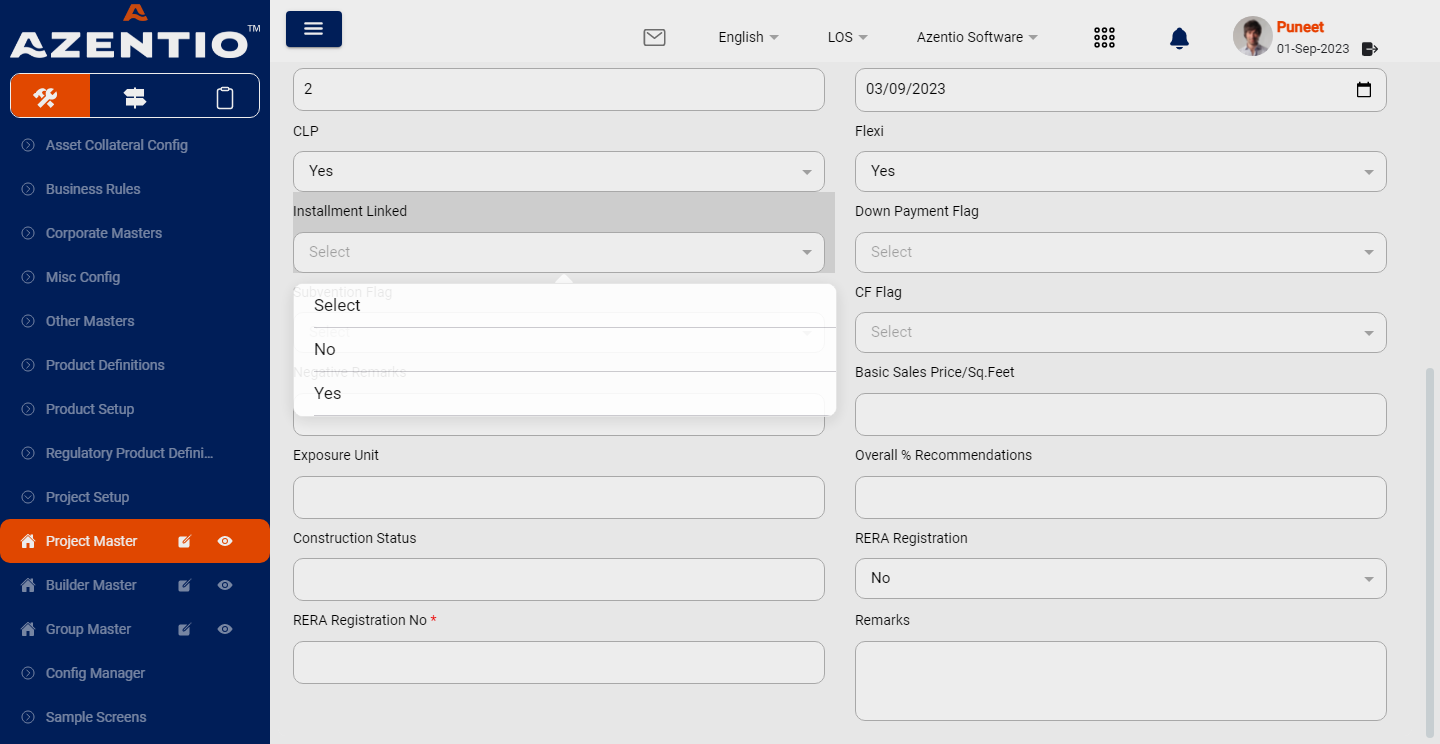 AZENTIO™
English
LOS
Azentio Software
Puneet
01-Sep-2023
Asset Collateral Config
Business Rules
Corporate Masters
Misc Config
Other Masters
Product Definitions
Product Setup
Regulatory Product Defini...
Project Setup
Project Master
Builder Master
Group Master
Config Manager
Sample Screens
2
03/09/2023
CLP
Flexi
Yes
Yes
Installment Linked
Down Payment Flag
Select
Select
Subvention Flag
CF Flag
Select
No
Yes
Select
Select
Negative Remarks
Basic Sales Price/Sq.Feet
Exposure Unit
Overall % Recommendations
Construction Status
RERA Registration
No
RERA Registration No *
Remarks